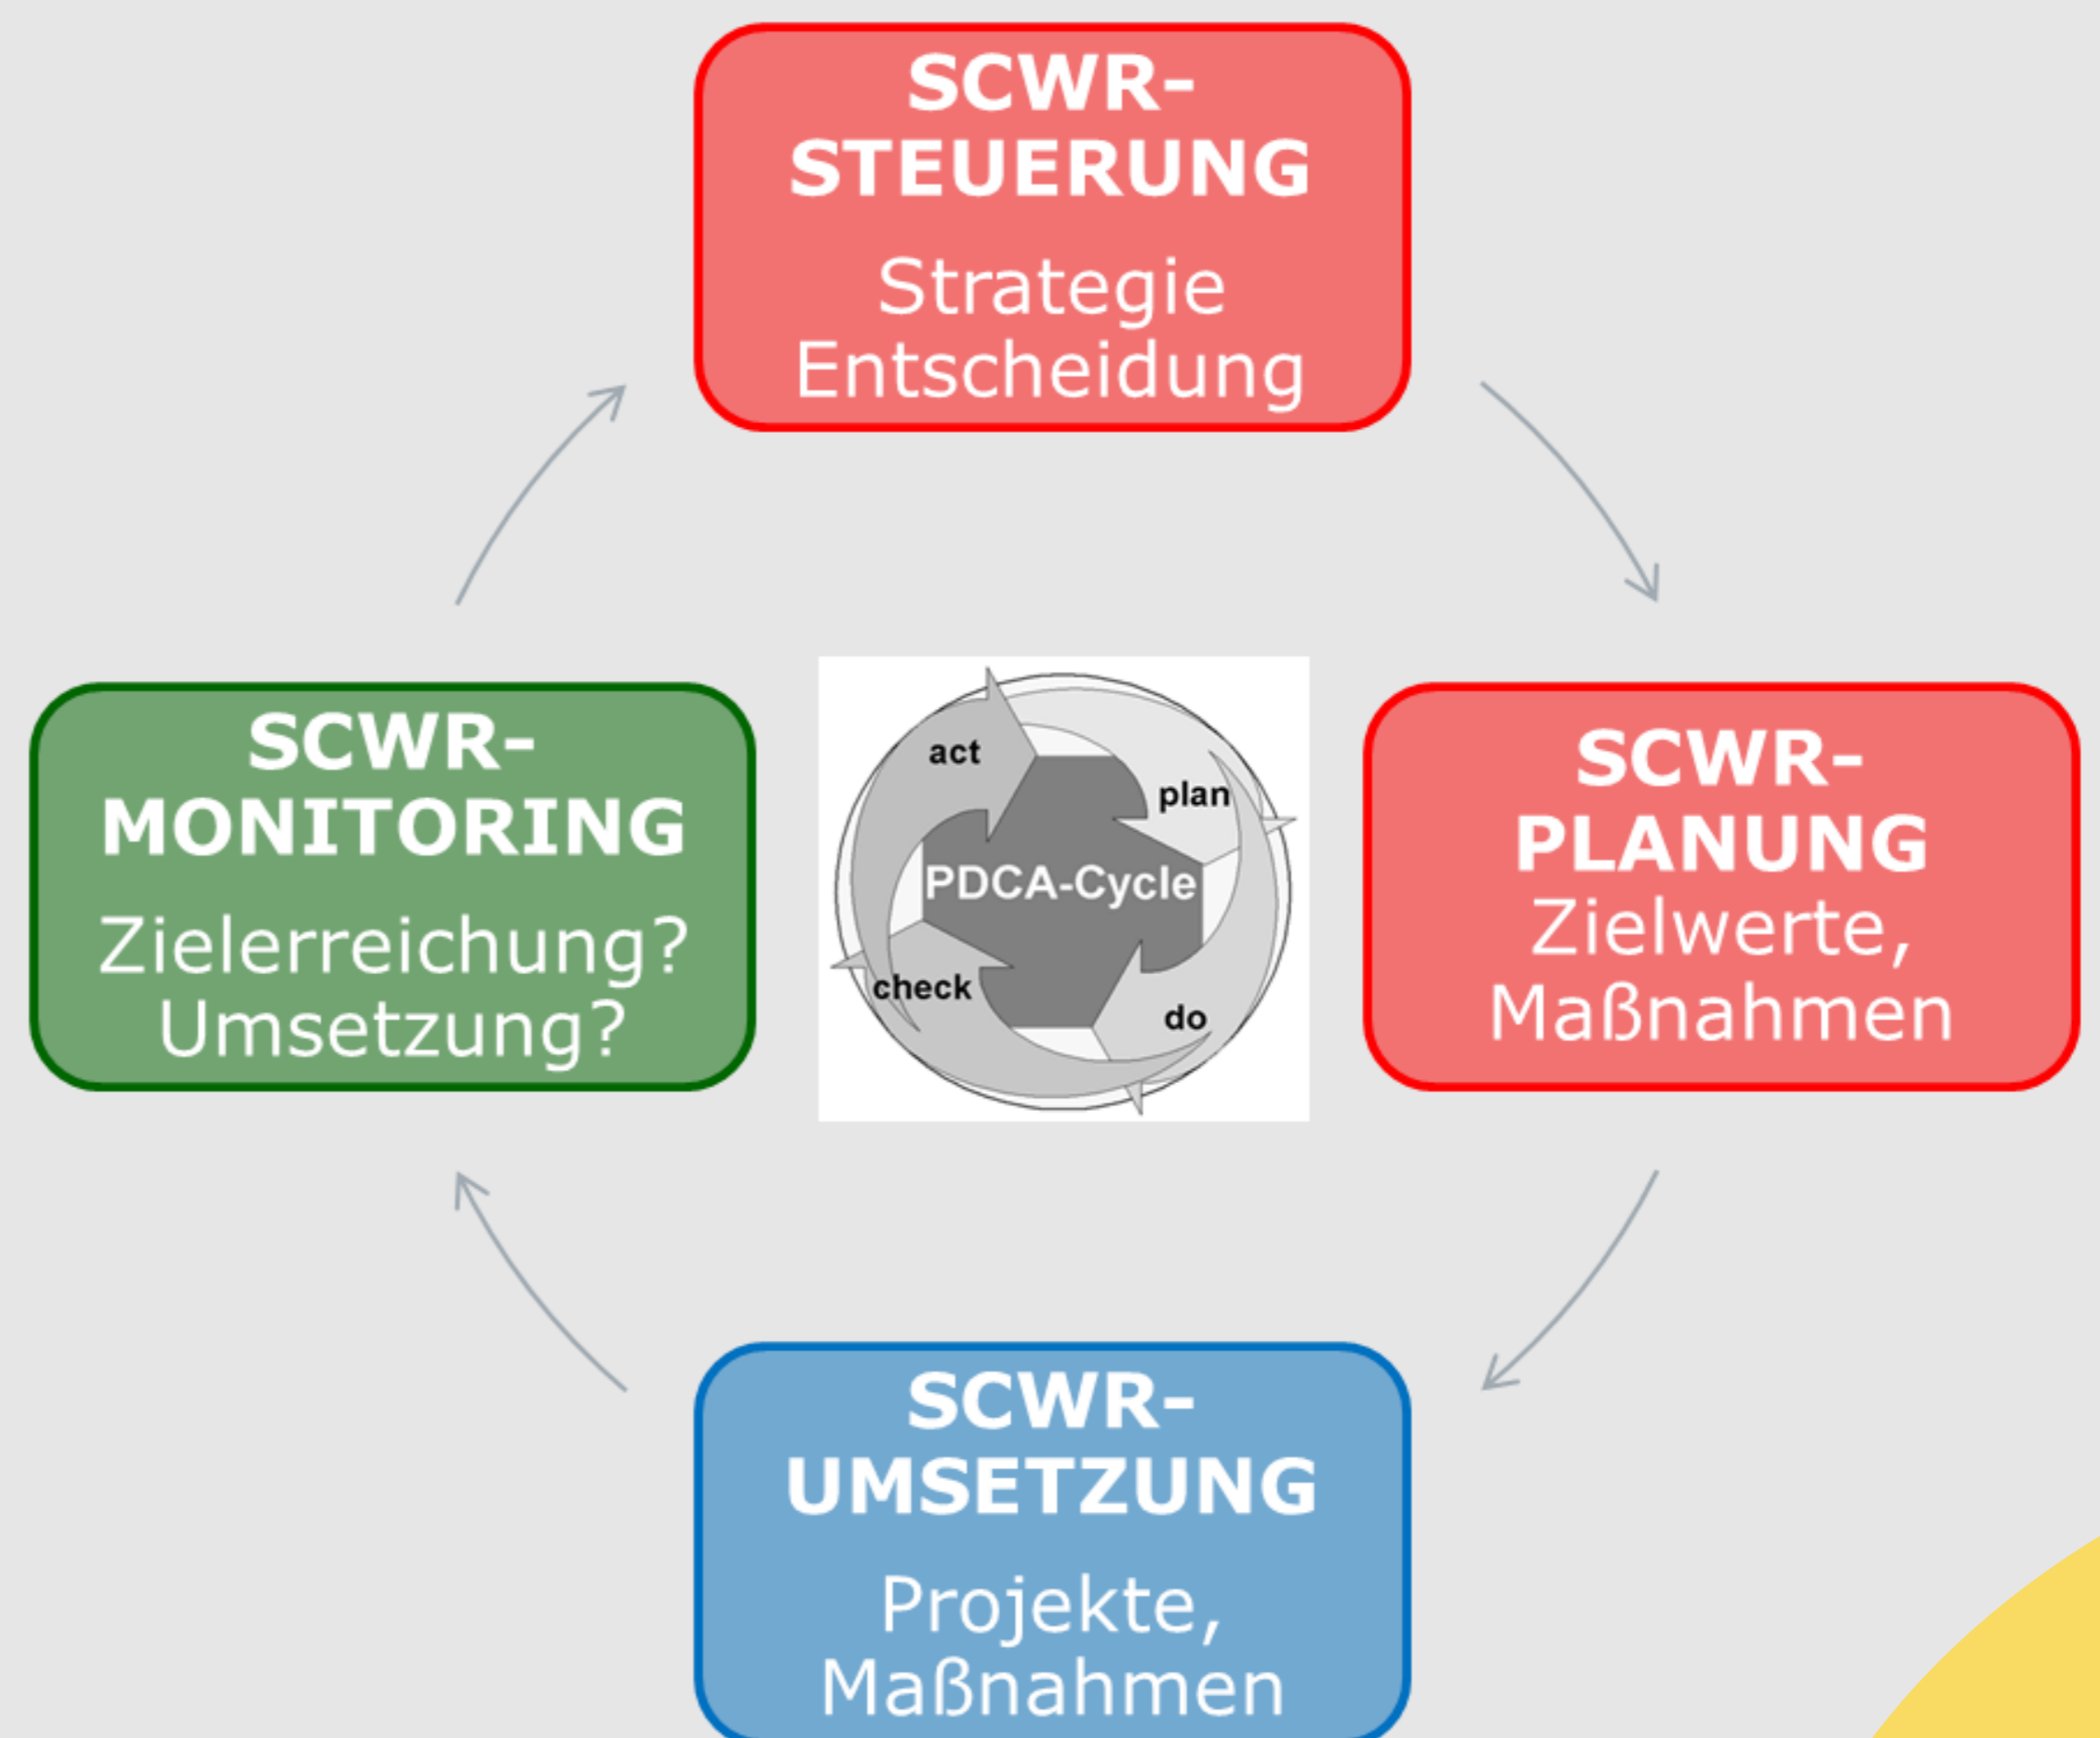 SCWR-
STEUERUNG
Strategie
Entscheidung
SCWR-
PLANUNG
Zielwerte,
Maßnahmen
SCWR-
UMSETZUNG
Projekte,
Maßnahmen
SCWR-
MONITORING
Zielerreichung?
Umsetzung?
act
plan
PDCA-Cycle
check
do